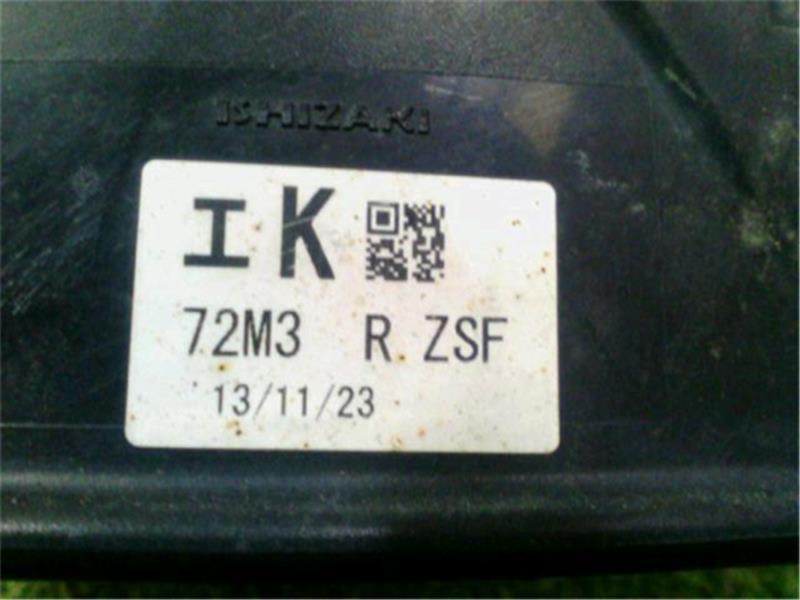 ISHIZAKI
エK
72M3 R ZSF
13/11/23